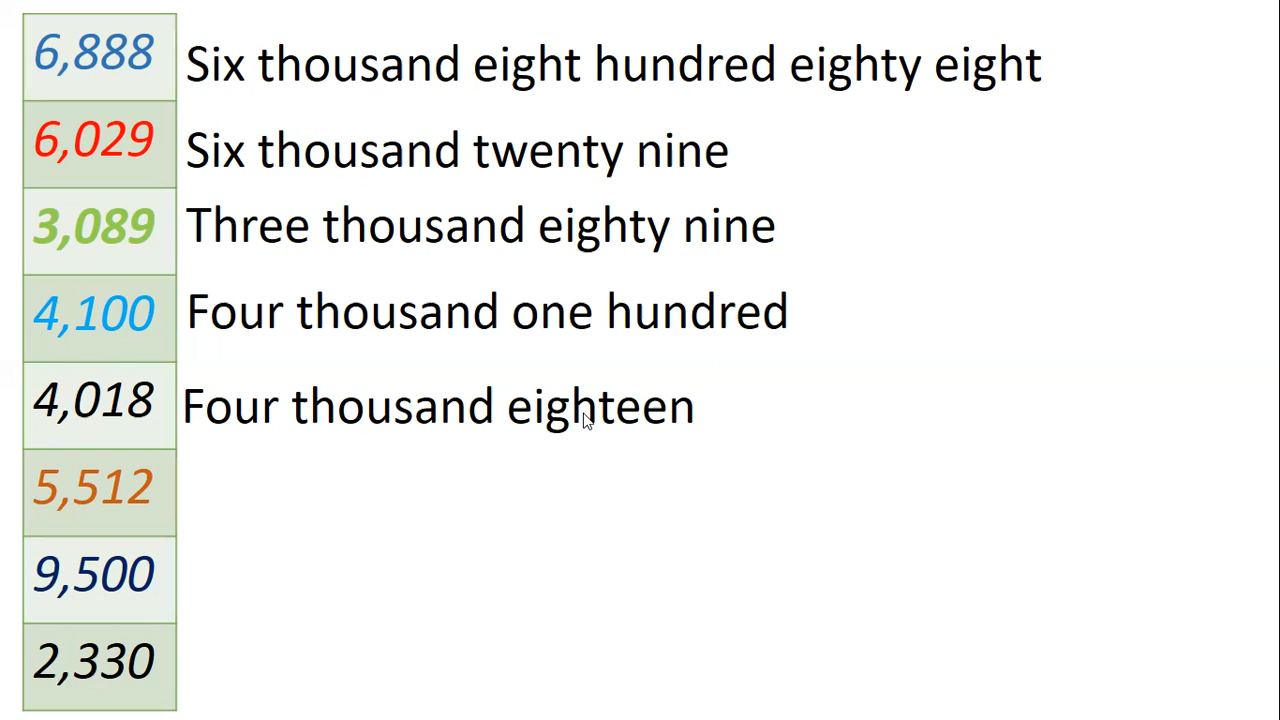 6,888 Six thousand eight hundred eighty eight
6,029 Six thousand twenty nine
3,089 Three thousand eighty nine
4,100 Four thousand one hundred
4,018 Four thousand eighteen
5,512
9,500
2,330